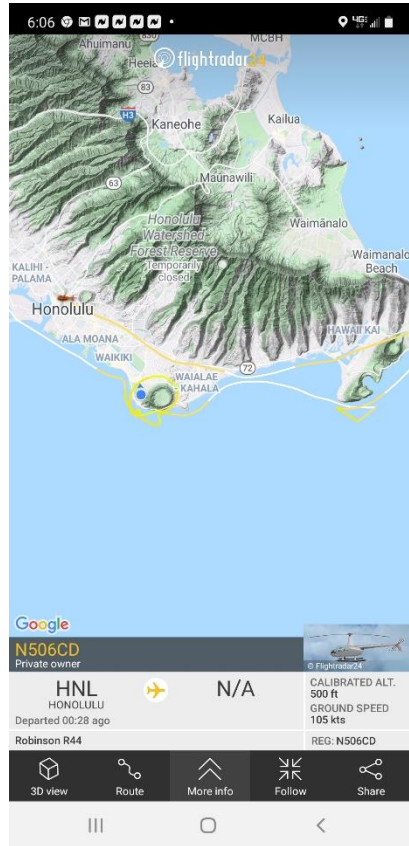 6:06
4G
830
MCBH
Ahuimanu
Heeia
flightradar24
83
H3
Kaneohe
Kailua
63
Maunawili
Honolulu
Watershed
Forest Reserve
Temporarily
closed
Waimānalo
Waimanalo
Beach
KALIHI -
PALAMA
Honolulu
HAWAII KAI
ALA MOANA
WAIKIKI
72
WAIALAE
- KAHALA
Google
N506CD
Private owner
© Flightradar24
HNL
HONOLULU
N/A
Departed 00:28 ago
CALIBRATED ALT.
500 ft
GROUND SPEED
105 kts
Robinson R44
REG: N506CD
3D view
Route
More info
Follow
Share